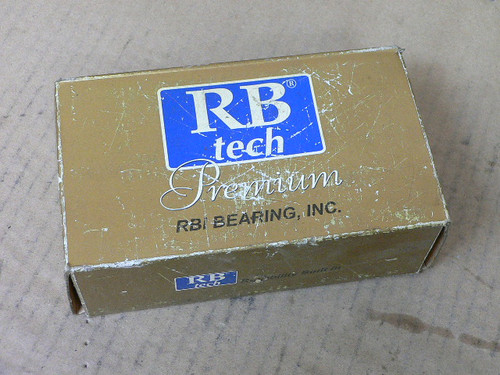 RB®
tech
Premium
RBI BEARING, INC.
RB
tech